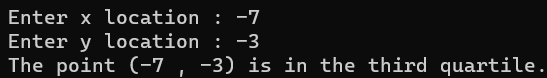 Enter x location : -7
Enter y location : -3
The point (-7 , -3) is in the third quartile.